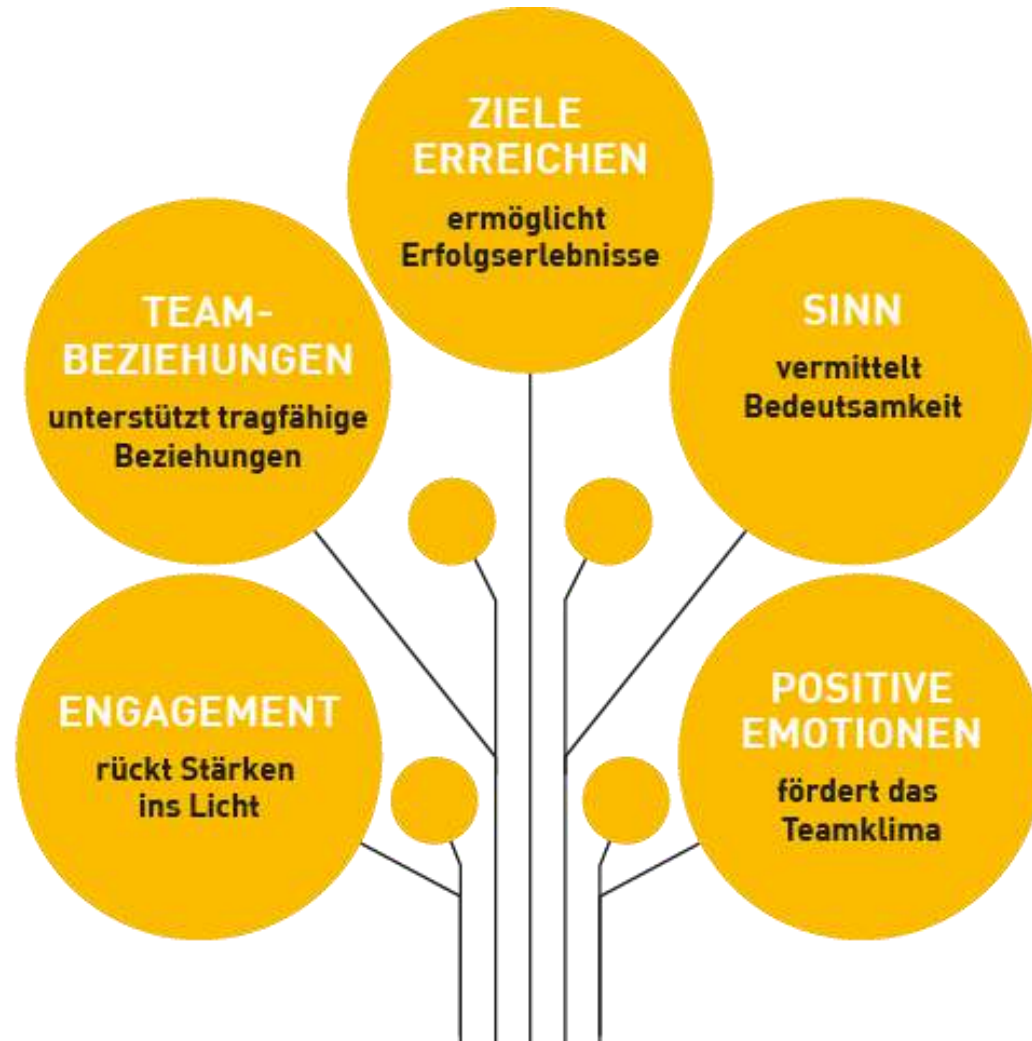 ZIELE
ERREICHEN
ermöglicht
Erfolgserlebnisse
TEAM-
BEZIEHUNGEN
unterstützt tragfähige
Beziehungen
SINN
vermittelt
Bedeutsamkeit
ENGAGEMENT
rückt Stärken
ins Licht
POSITIVE
EMOTIONEN
fördert das
Teamklima